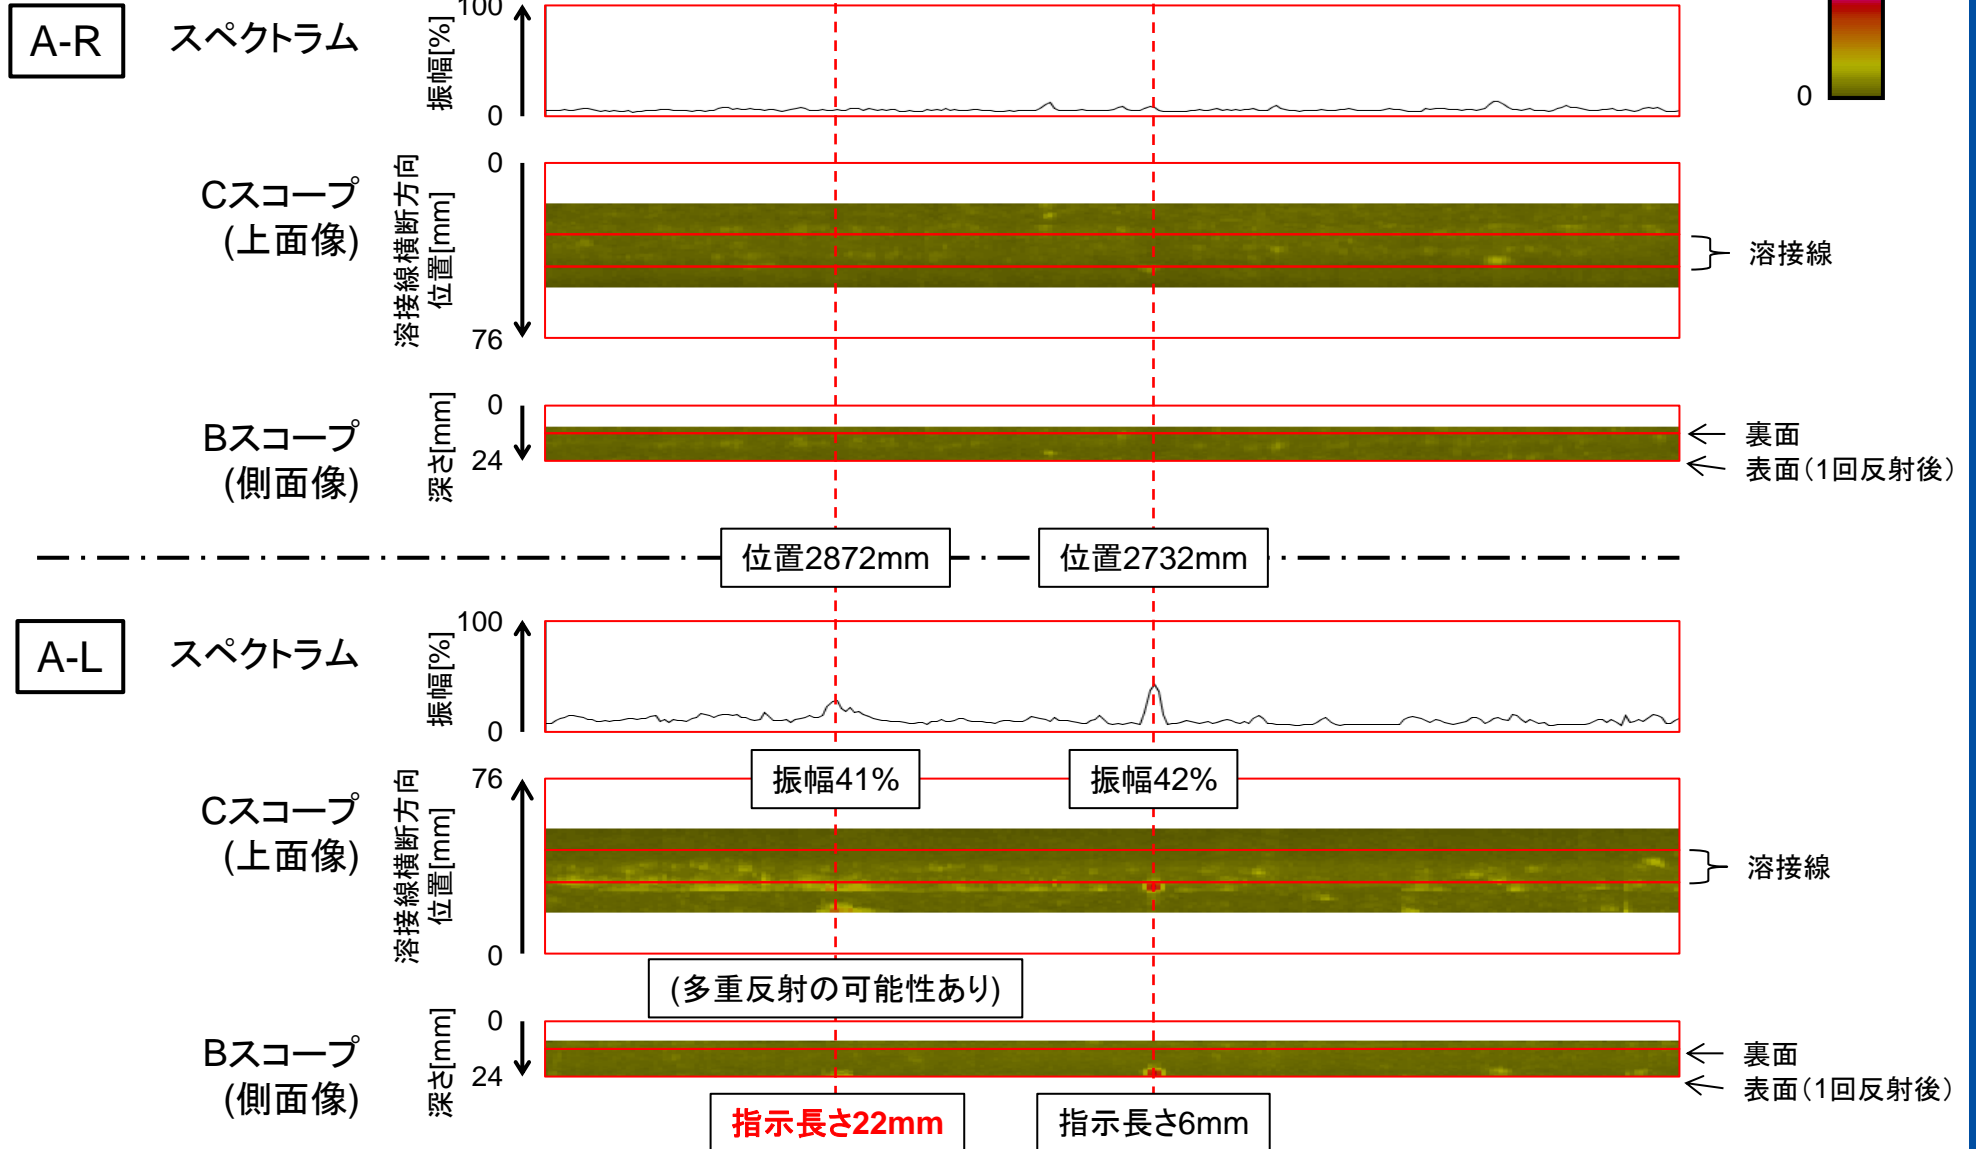 100
A-R
スペクトラム
振幅[%]
0
0
Cスコープ
(上面像)
溶接線横断方向
位置[mm]
0
76
溶接線
Bスコープ
(側面像)
深さ[mm]
0
24
裏面
表面(1回反射後)
位置2872mm
位置2732mm
A-L
スペクトラム
振幅[%]
100
0
振幅41%
振幅42%
Cスコープ
(上面像)
溶接線横断方向
位置[mm]
76
0
溶接線
(多重反射の可能性あり)
Bスコープ
(側面像)
深さ[mm]
0
24
裏面
表面(1回反射後)
指示長さ22mm
指示長さ6mm